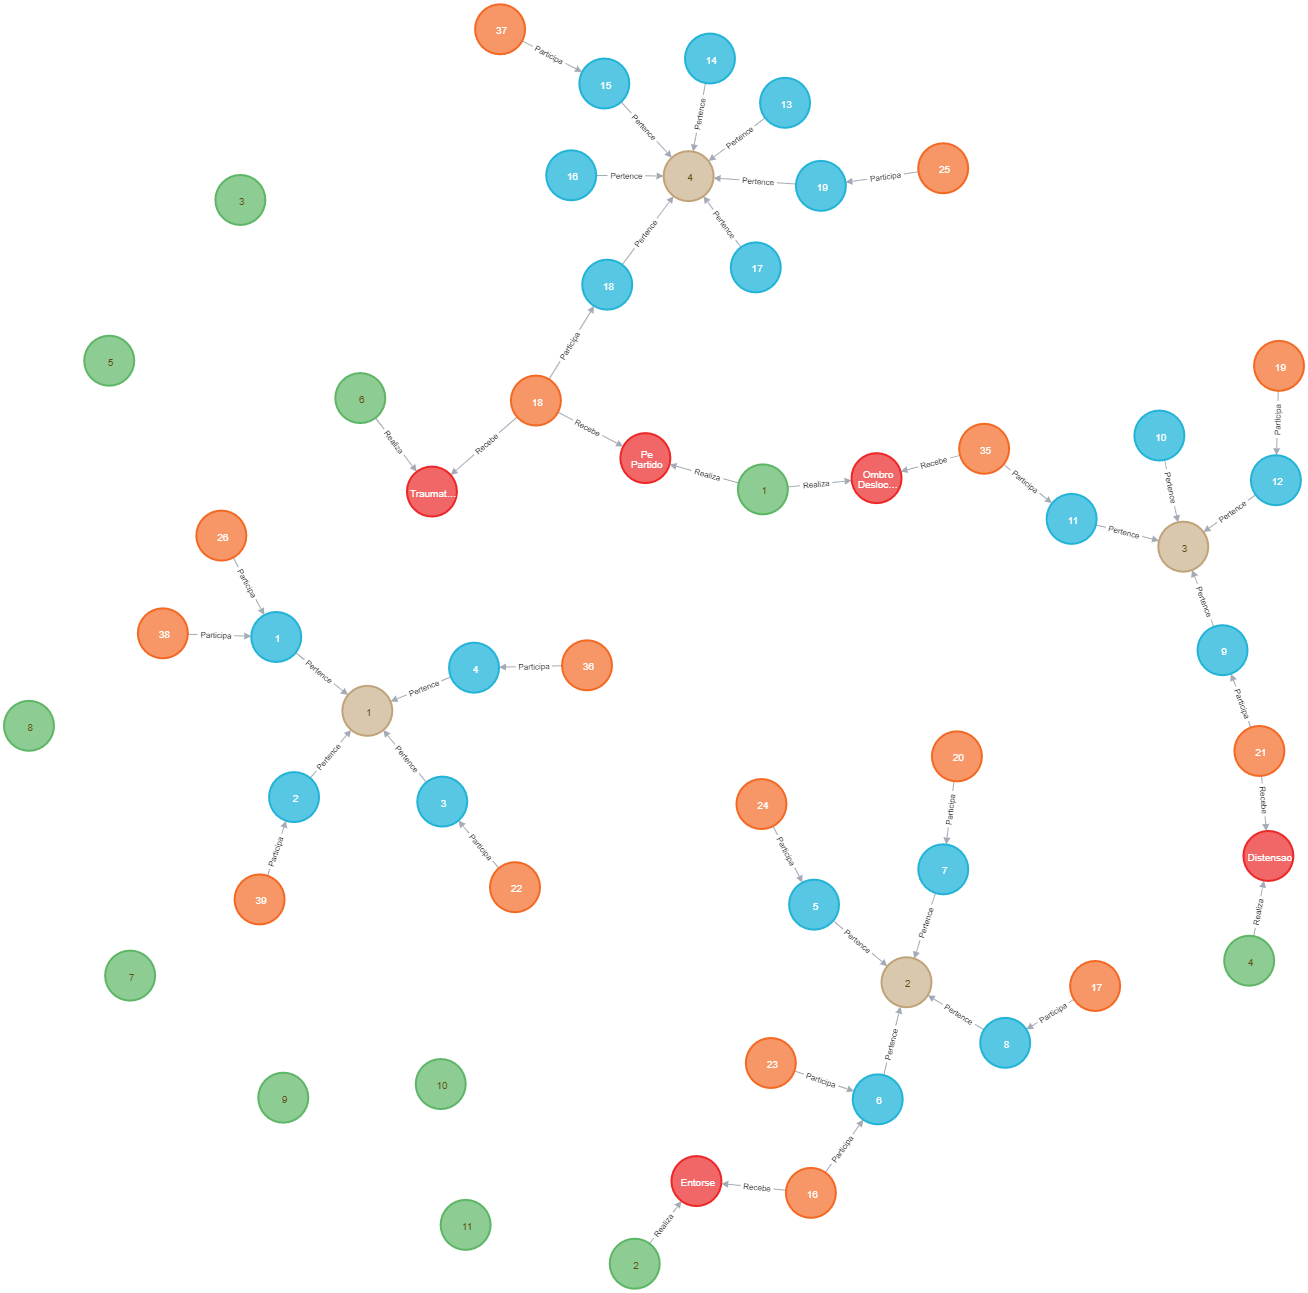 37
Participa
15
14
13
Pertence
Pertence
Pertence
16
Pertence
4
Pertence
19
Participa
25
3
Pertence
Pertence
18
17
Participa
5
6
18
Realiza
Recebe
Recebe
Traumat...
Pe
Partido
Realiza
1
Realiza
Ombro
Desloc...
Recebe
35
Participa
11
Pertence
10
Pertence
19
Participa
12
Pertence
3
Pertence
9
Participa
21
Recebe
Distensao
Realiza
4
26
Participa
38
Participa
1
Pertence
4
Participa
36
Pertence
1
8
Pertence
Pertence
2
3
Participa
Participa
39
22
7
24
Participa
5
Pertence
20
Participa
7
Pertence
2
Pertence
8
Participa
17
Pertence
23
Participa
6
Participa
16
Recebe
Entorse
Realiza
2
9
10
11